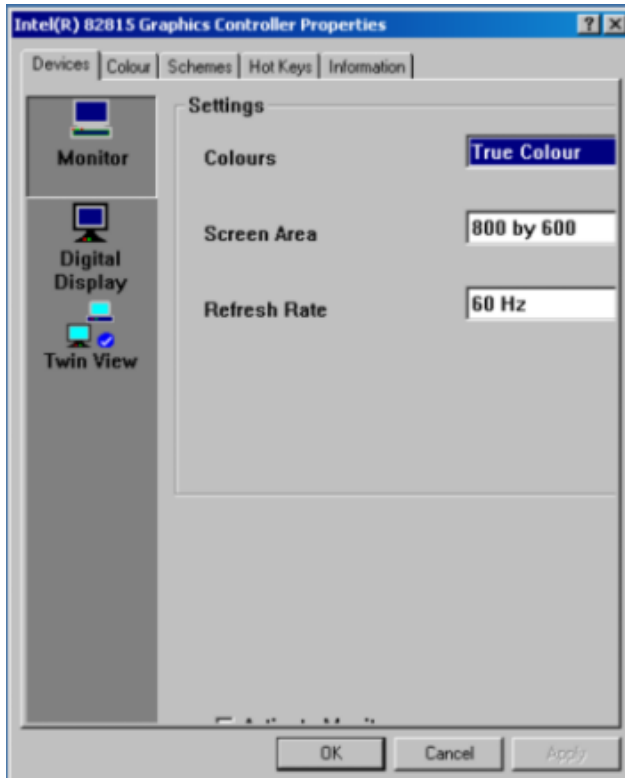 Intel(R) 82815 Graphics Controller Properties
Devices Colour Schemes Hot Keys Information
Settings
Monitor
Colours True Colour
Digital
Display
Screen Area 800 by 600
Twin View
Refresh Rate 60 Hz
OK Cancel Apply